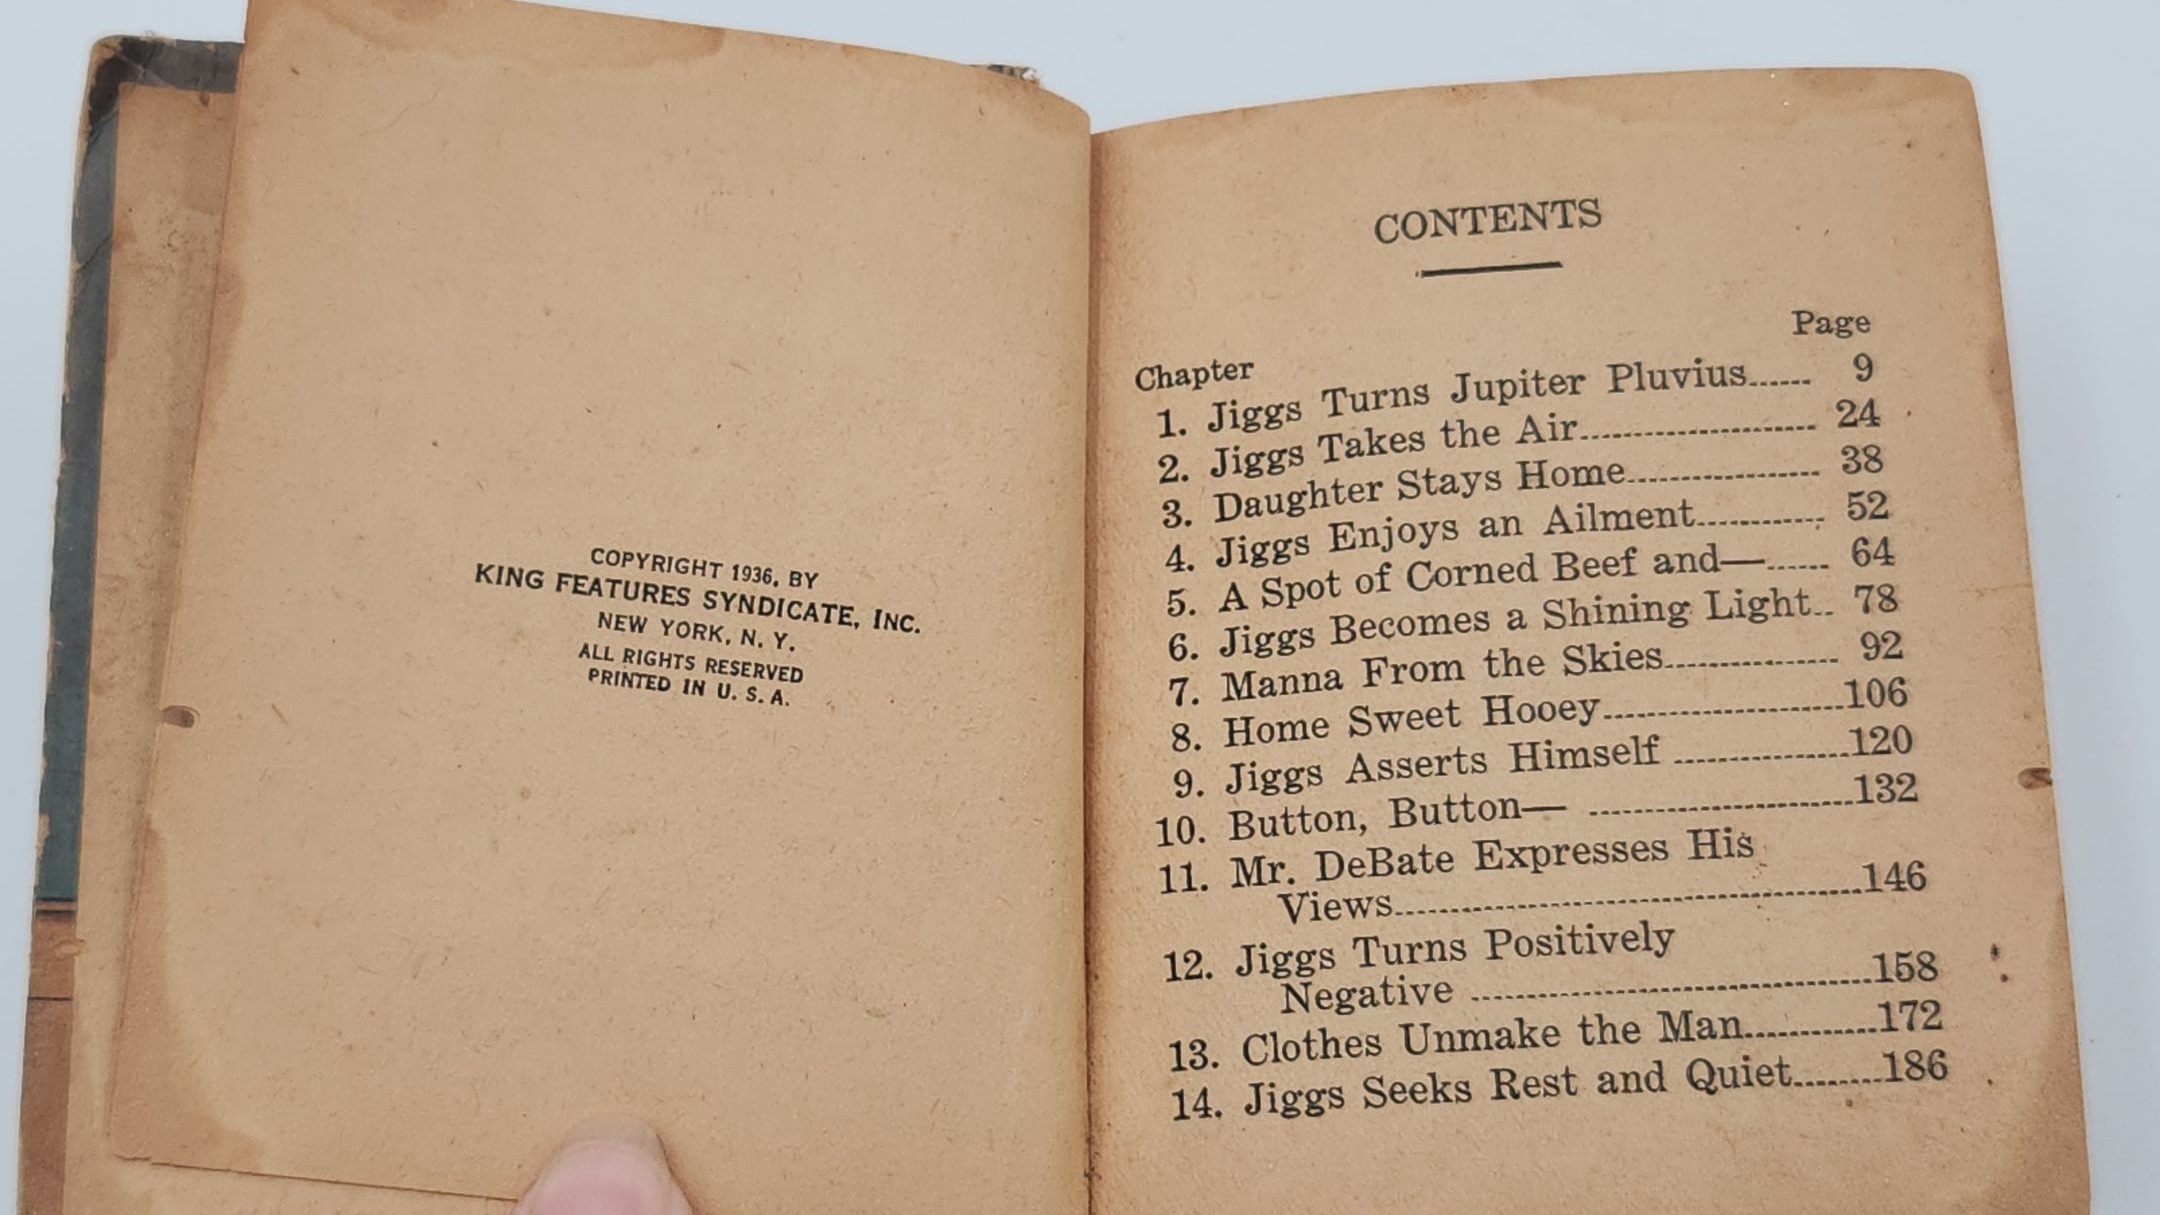 COPYRIGHT 1936, BY
KING FEATURES SYNDICATE, INC.
NEW YORK, N. Y.
ALL RIGHTS RESERVED
PRINTED IN U. S. A.
CONTENTS
Chapter Page
1. Jiggs Turns Jupiter Pluvius...... 9
2. Jiggs Takes the Air...................... 24
3. Daughter Stays Home.................. 38
4. Jiggs Enjoys an Ailment............ 52
5. A Spot of Corned Beef and—...... 64
6. Jiggs Becomes a Shining Light.. 78
7. Manna From the Skies................ 92
8. Home Sweet Hooey......................106
9. Jiggs Asserts Himself ................120
10. Button, Button— ........................132
11. Mr. DeBate Expresses His
Views..........................................146
12. Jiggs Turns Positively
Negative ....................................158
13. Clothes Unmake the Man............172
14. Jiggs Seeks Rest and Quiet........186